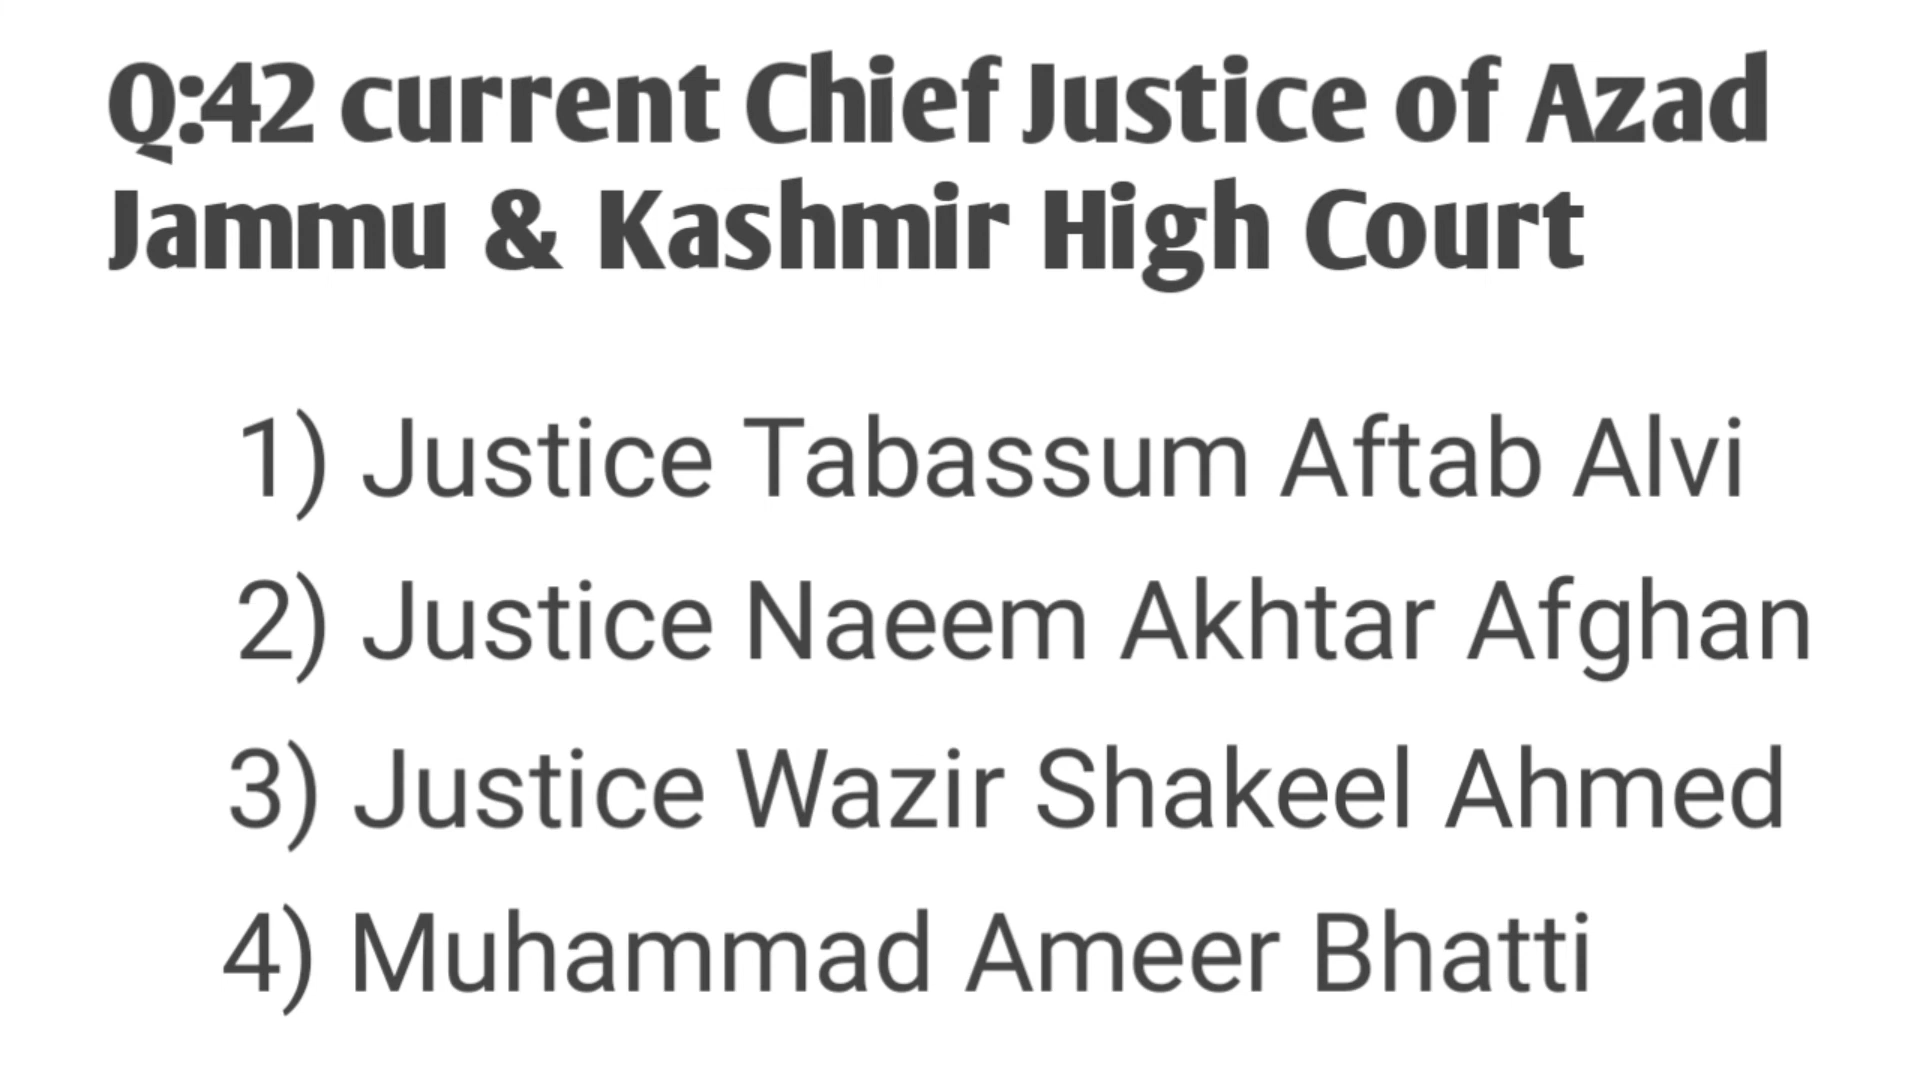 Q:42 current Chief Justice of Azad
Jammu & Kashmir High Court
1) Justice Tabassum Aftab Alvi
2) Justice Naeem Akhtar Afghan
3) Justice Wazir Shakeel Ahmed
4) Muhammad Ameer Bhatti